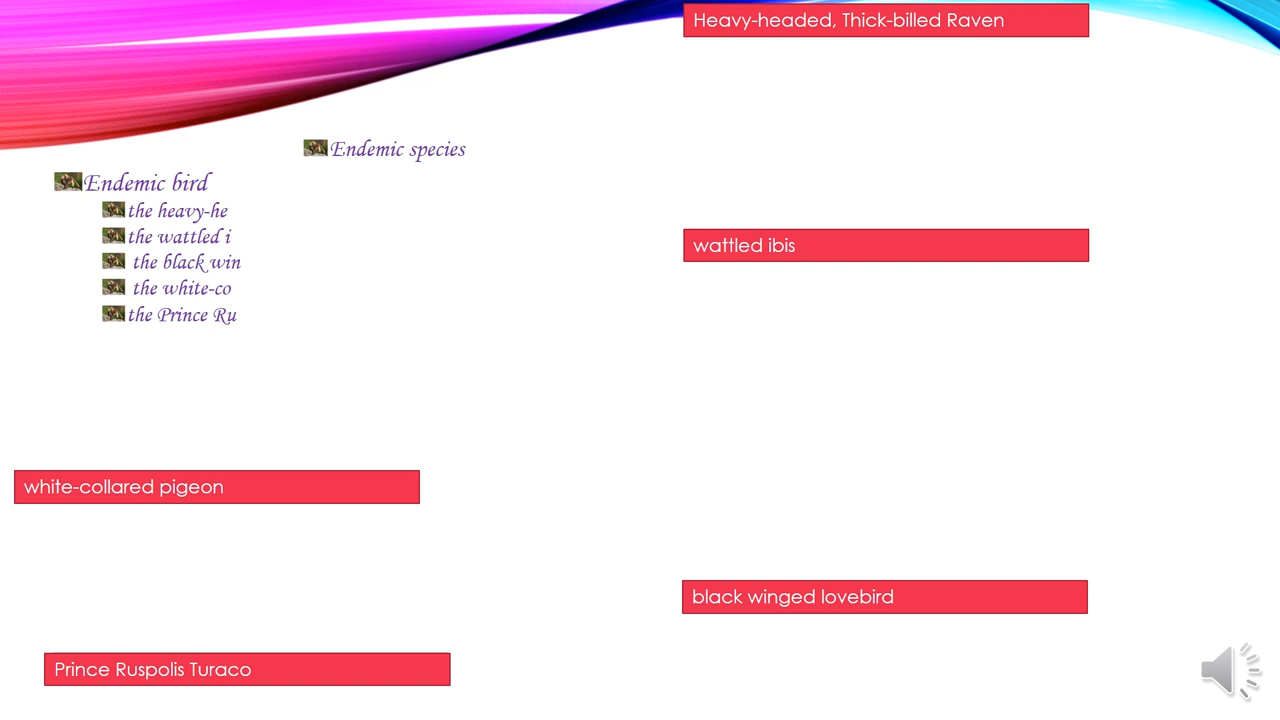 Heavy-headed, Thick-billed Raven
Endemic species
Endemic bird
the heavy-he
the wattled i
the black win
the white-co
the Prince Ru
wattled ibis
white-collared pigeon
black winged lovebird
Prince Ruspolis Turaco